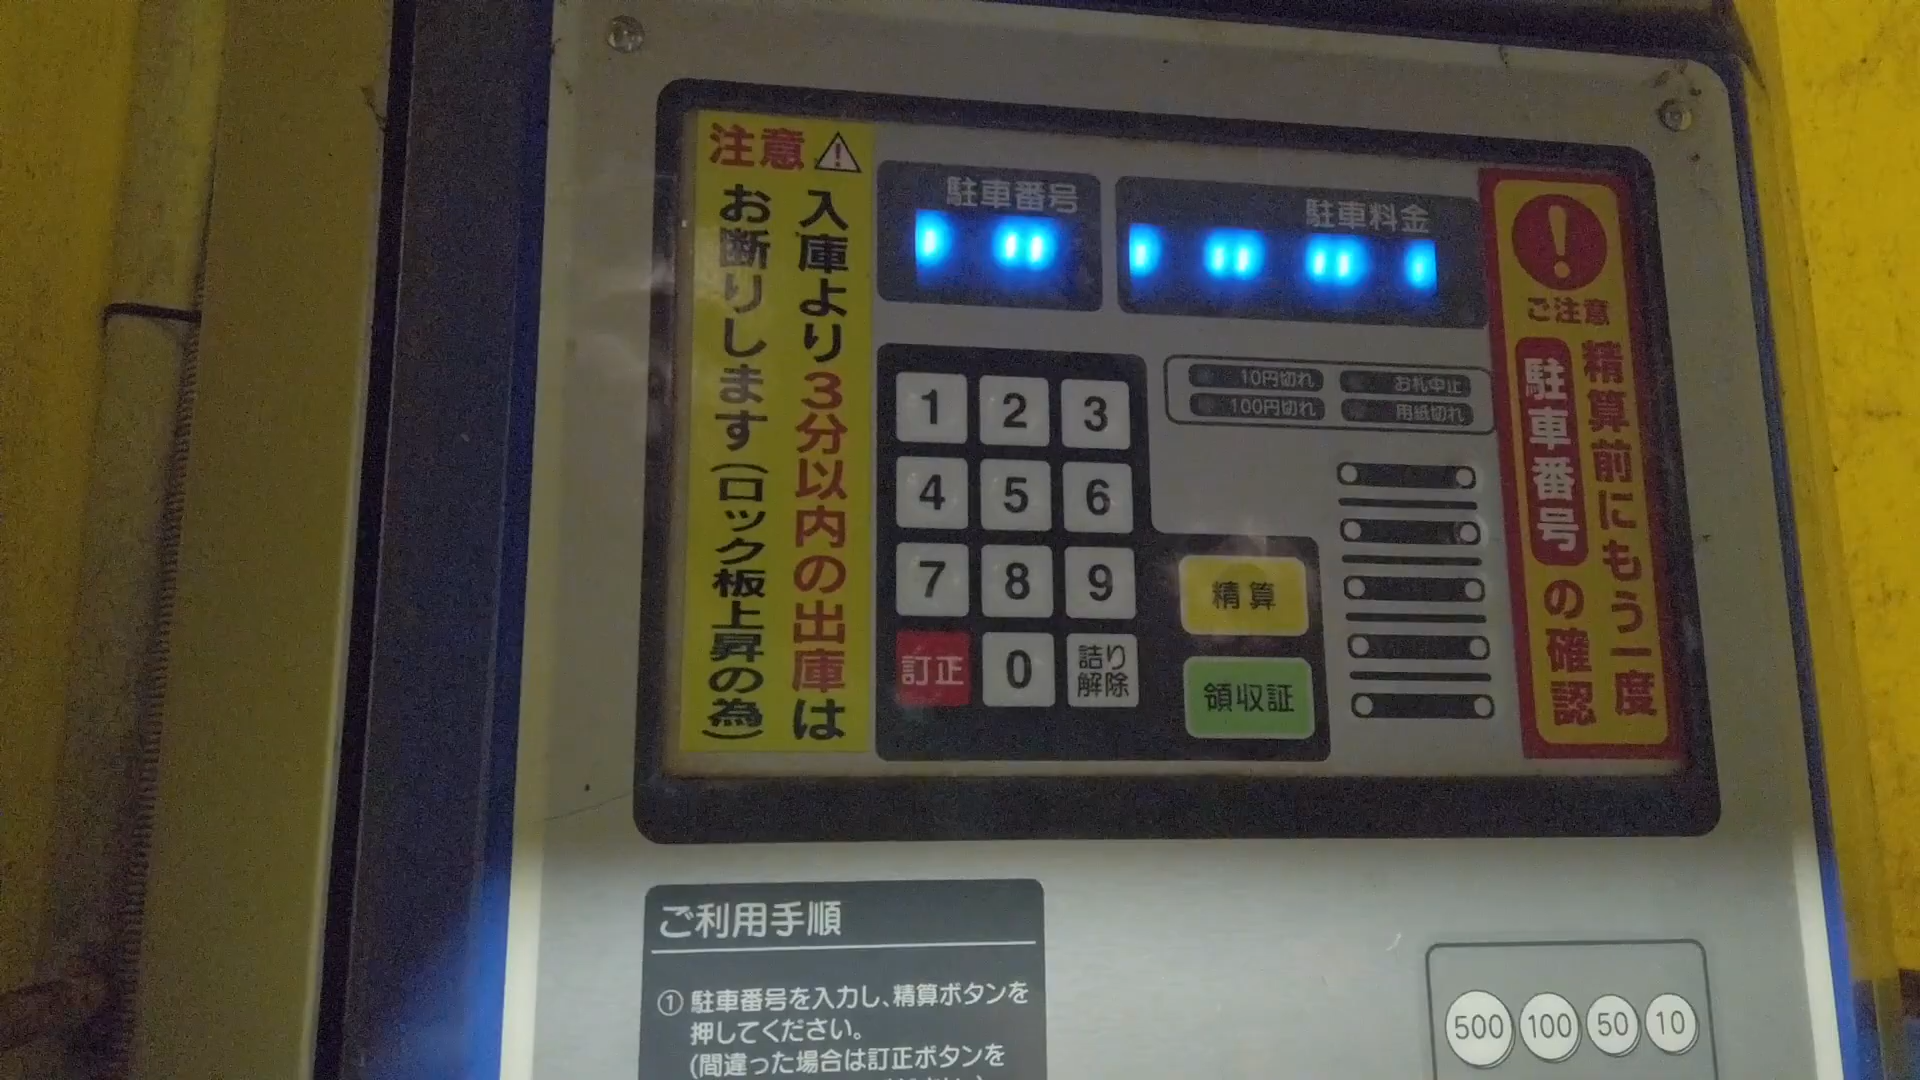 注意
入庫より3分以内の出庫は
お断りします(ロック板上昇の為)
駐車番号
駐車料金
ご注意
精算前にもう一度
駐車番号の確認
10円切れ
お札中止
100円切れ
用紙切れ
1 2 3
4 5 6
7 8 9
訂正 0 詰り解除
精算
領収証
ご利用手順
① 駐車番号を入力し、精算ボタンを
押してください。
(間違った場合は訂正ボタンを
500 100 50 10